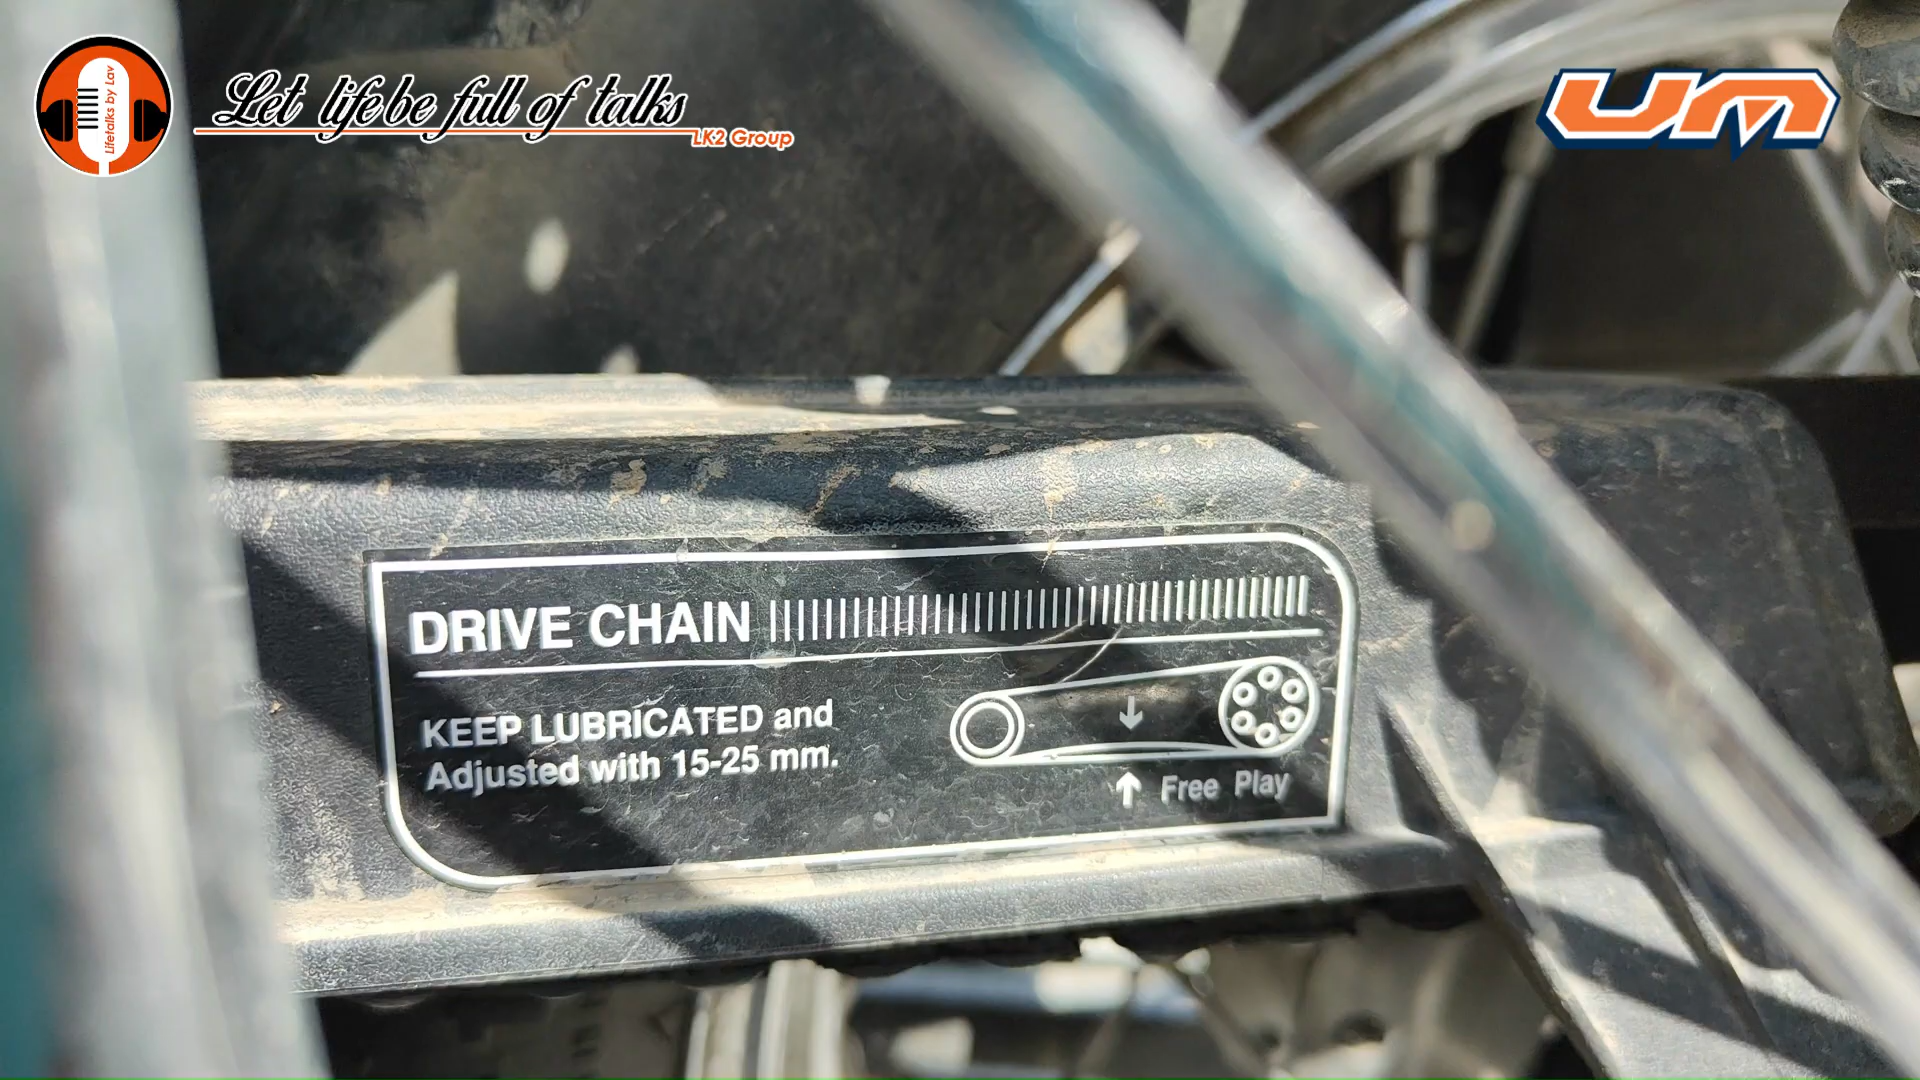 Lifetalks by Lav
Let life be full of talks
LK2 Group
UM
DRIVE CHAIN
KEEP LUBRICATED and
Adjusted with 15-25 mm.
Free Play